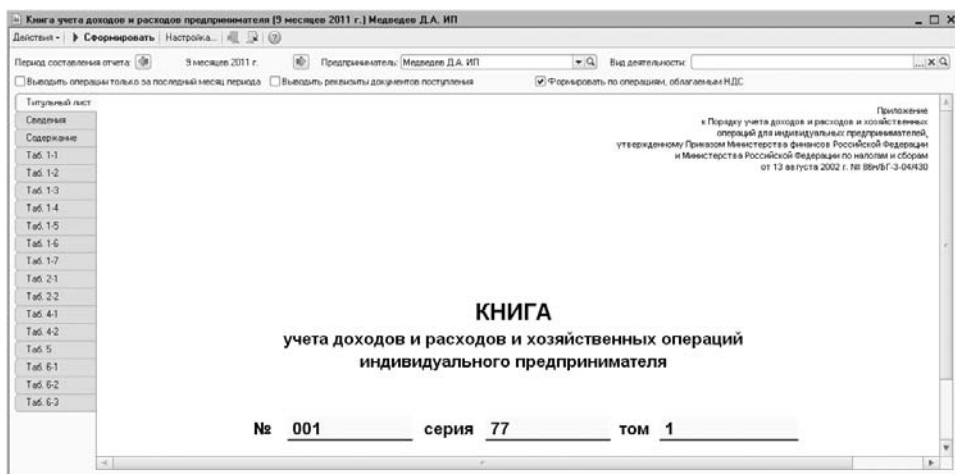 Книга учета доходов и расходов предпринимателя (9 месяцев 2011 г.) Медведев Д.А. ИП
Действия Сформировать Настройка...
Период составления отчета: 9 месяцев 2011 г. Предприниматель: Медведев Д.А. ИП Вид деятельности:
Выводить операции только за последний месяц периода Выводить реквизиты документов поступления Формировать по операциям, облагаемым НДС
Титульный лист
Сведения
Содержание
Таб. 1-1
Таб. 1-2
Таб. 1-3
Таб. 1-4
Таб. 1-5
Таб. 1-6
Таб. 1-7
Таб. 2-1
Таб. 2-2
Таб. 4-1
Таб. 4-2
Таб. 5
Таб. 6-1
Таб. 6-2
Таб. 6-3
Приложение
к Порядку учета доходов и расходов и хозяйственных
операций для индивидуальных предпринимателей,
утвержденному Приказом Министерства финансов Российской Федерации
и Министерства Российской Федерации по налогам и сборам
от 13 августа 2002 г. № 86н/БГ-3-04/430
КНИГА
учета доходов и расходов и хозяйственных операций
индивидуального предпринимателя
№ 001 серия 77 том 1